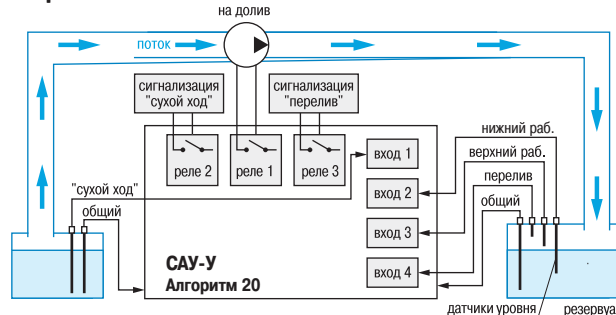 на долив
поток
сигнализация
"сухой ход"
сигнализация
"перелив"
реле 2
реле 1
реле 3
вход 1
вход 2
вход 3
вход 4
"сухой ход"
общий
САУ-У
Алгоритм 20
нижний раб.
верхний раб.
перелив
общий
датчики уровня
резервуа